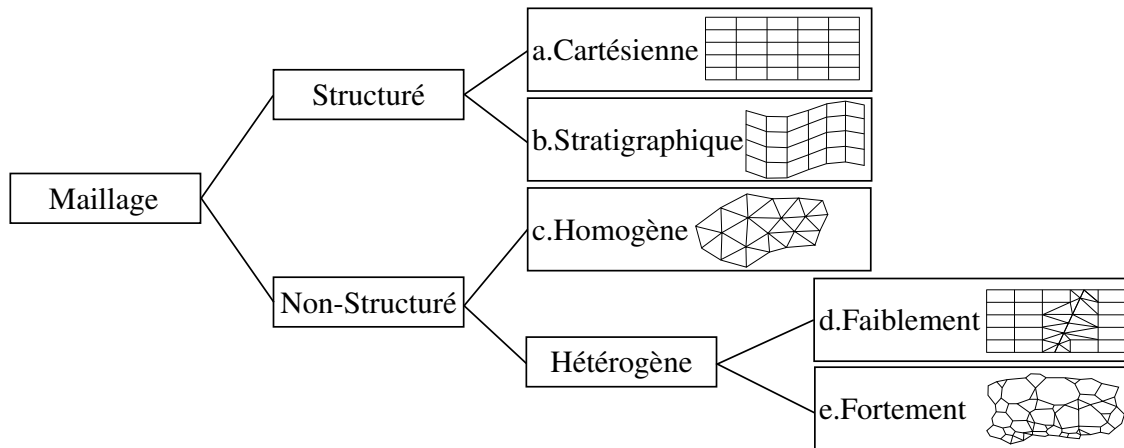 a.Cartésienne
Structuré
b.Stratigraphique
Maillage
c.Homogène
Non-Structuré
d.Faiblement
Hétérogène
e.Fortement